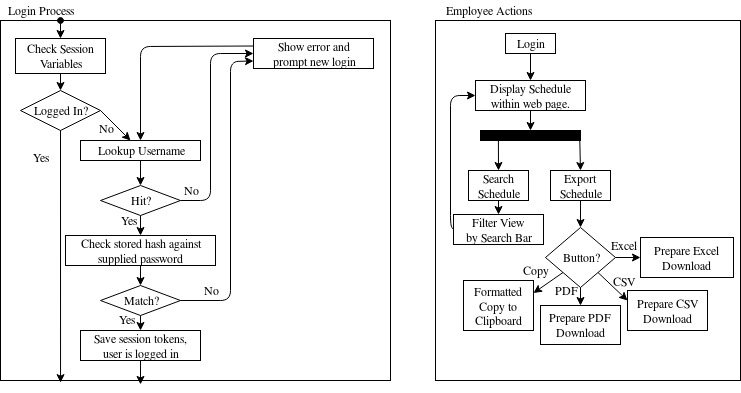 Login Process
Check Session
Variables
Logged In?
No
Yes
Show error and
prompt new login
Lookup Username
Hit?
No
Yes
Check stored hash against
supplied password
Match?
No
Yes
Save session tokens,
user is logged in
Employee Actions
Login
Display Schedule
within web page.
Search
Schedule
Export
Schedule
Filter View
by Search Bar
Button?
Excel
Prepare Excel
Download
Copy
Formatted
Copy to
Clipboard
PDF
Prepare PDF
Download
CSV
Prepare CSV
Download